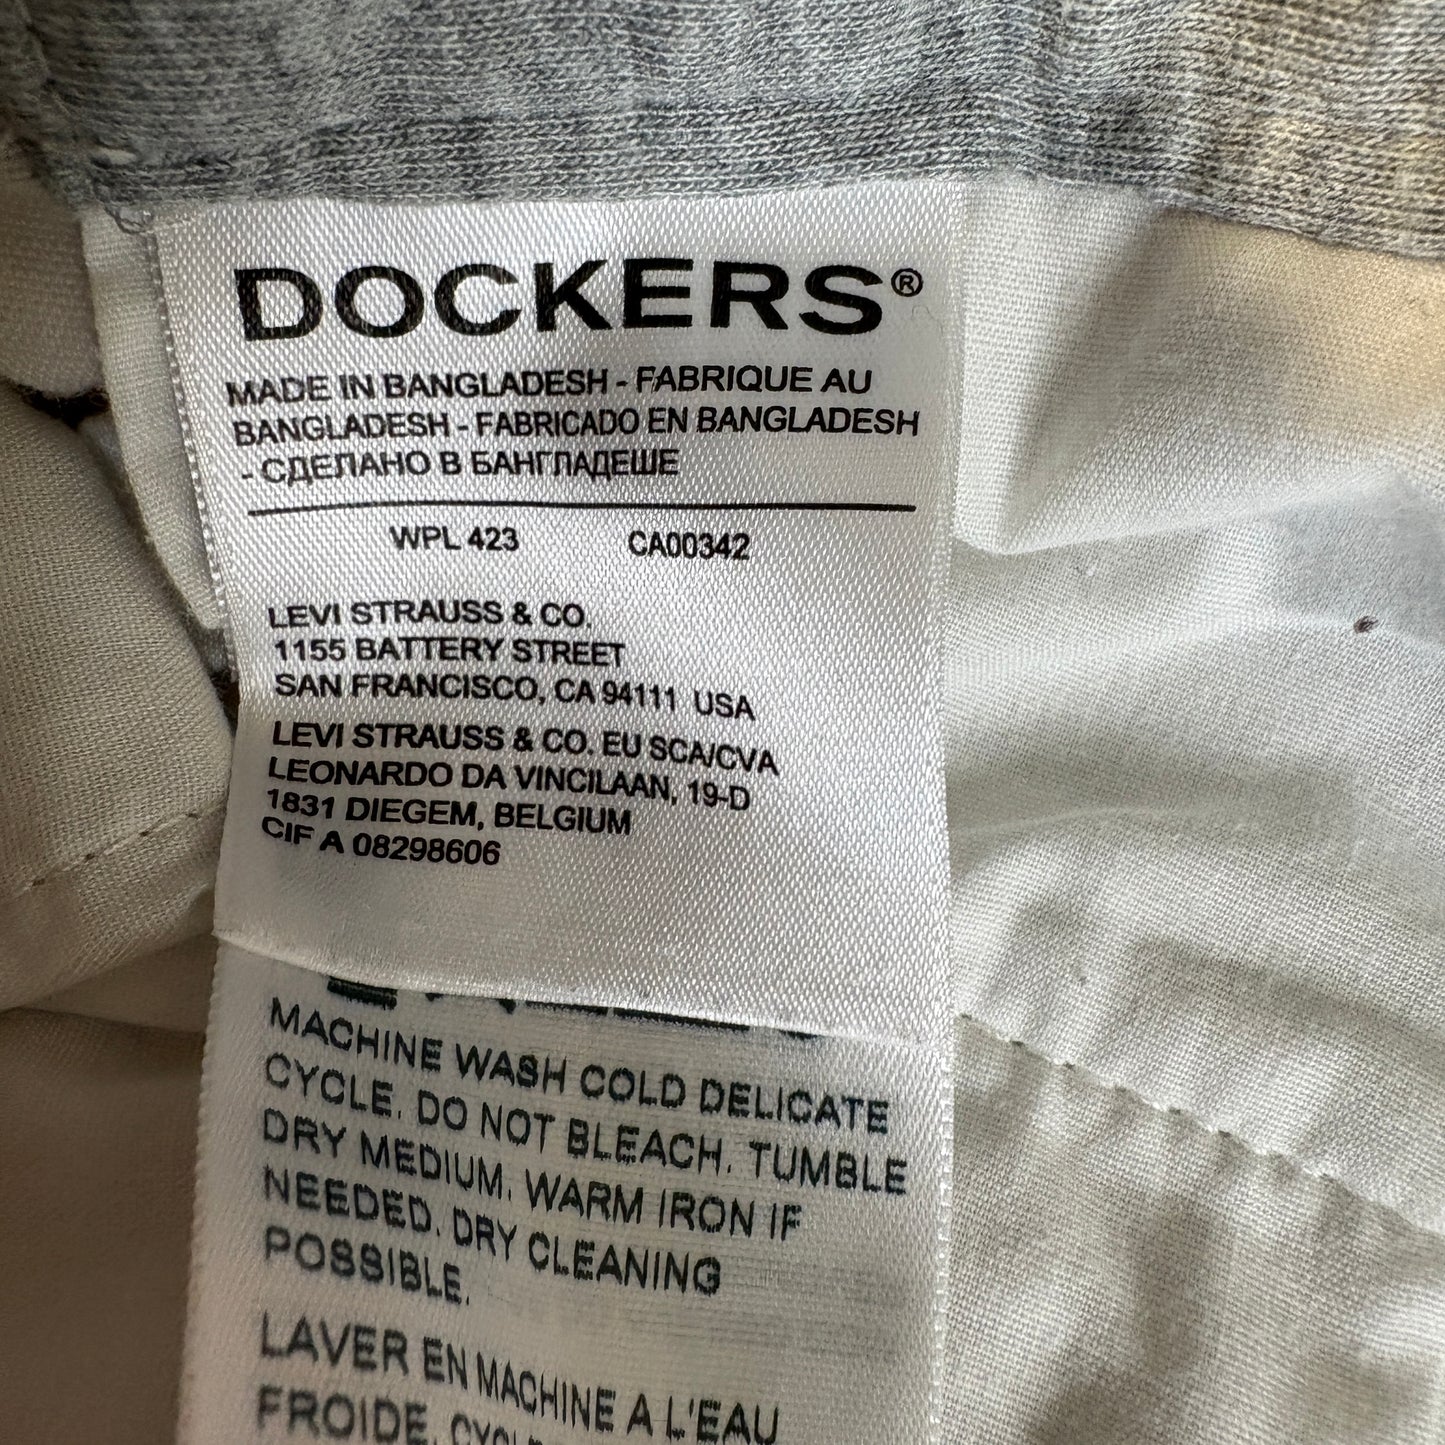 DOCKERS®
MADE IN BANGLADESH - FABRIQUE AU
BANGLADESH - FABRICADO EN BANGLADESH
- СДЕЛАНО В БАНГЛАДЕШЕ
WPL 423 CA00342
LEVI STRAUSS & CO.
1155 BATTERY STREET
SAN FRANCISCO, CA 94111 USA
LEVI STRAUSS & CO. EU SCA/CVA
LEONARDO DA VINCILAAN, 19-D
1831 DIEGEM, BELGIUM
CIF A 08298606
MACHINE WASH COLD DELICATE
CYCLE. DO NOT BLEACH. TUMBLE
DRY MEDIUM. WARM IRON IF
NEEDED. DRY CLEANING
POSSIBLE.
LAVER EN MACHINE A L'EAU
FROIDE,